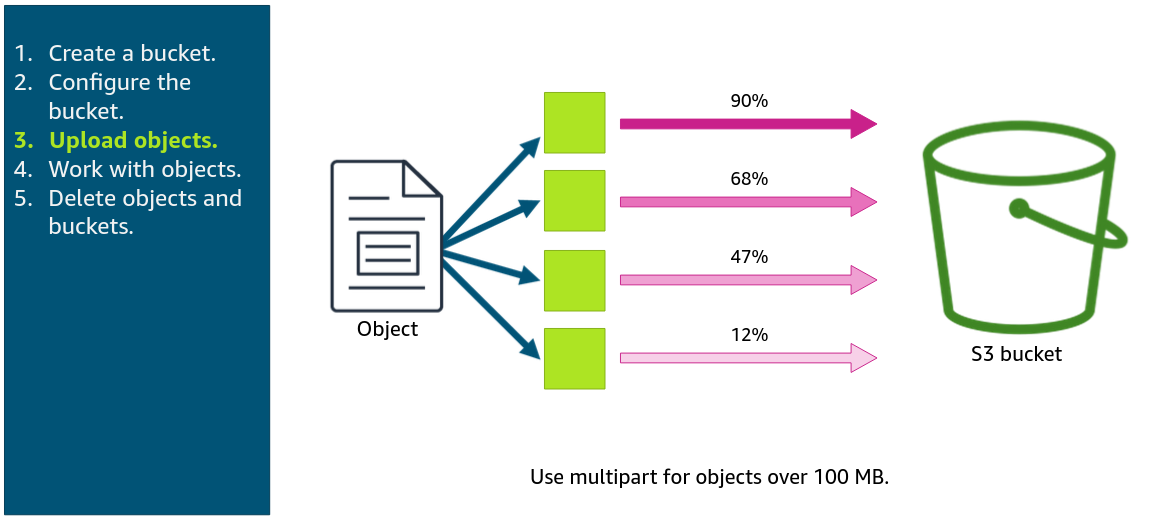 1. Create a bucket.
2. Configure the
bucket.
3. Upload objects.
4. Work with objects.
5. Delete objects and
buckets.
90%
68%
47%
12%
Object
S3 bucket
Use multipart for objects over 100 MB.